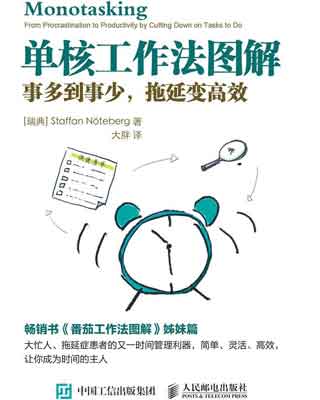 Monotasking
From Procrastination to Productivity by Cutting Down on Tasks to Do
单核工作法图解
事多到事少，拖延变高效
[瑞典] Staffan Nöteberg 著
大胖 译
快速清单
畅销书《番茄工作法图解》姊妹篇
大忙人、拖延症患者的又一时间管理利器，简单、灵活、高效，
让你成为时间的主人
中国工信出版集团
人民邮电出版社
POSTS & TELECOM PRESS